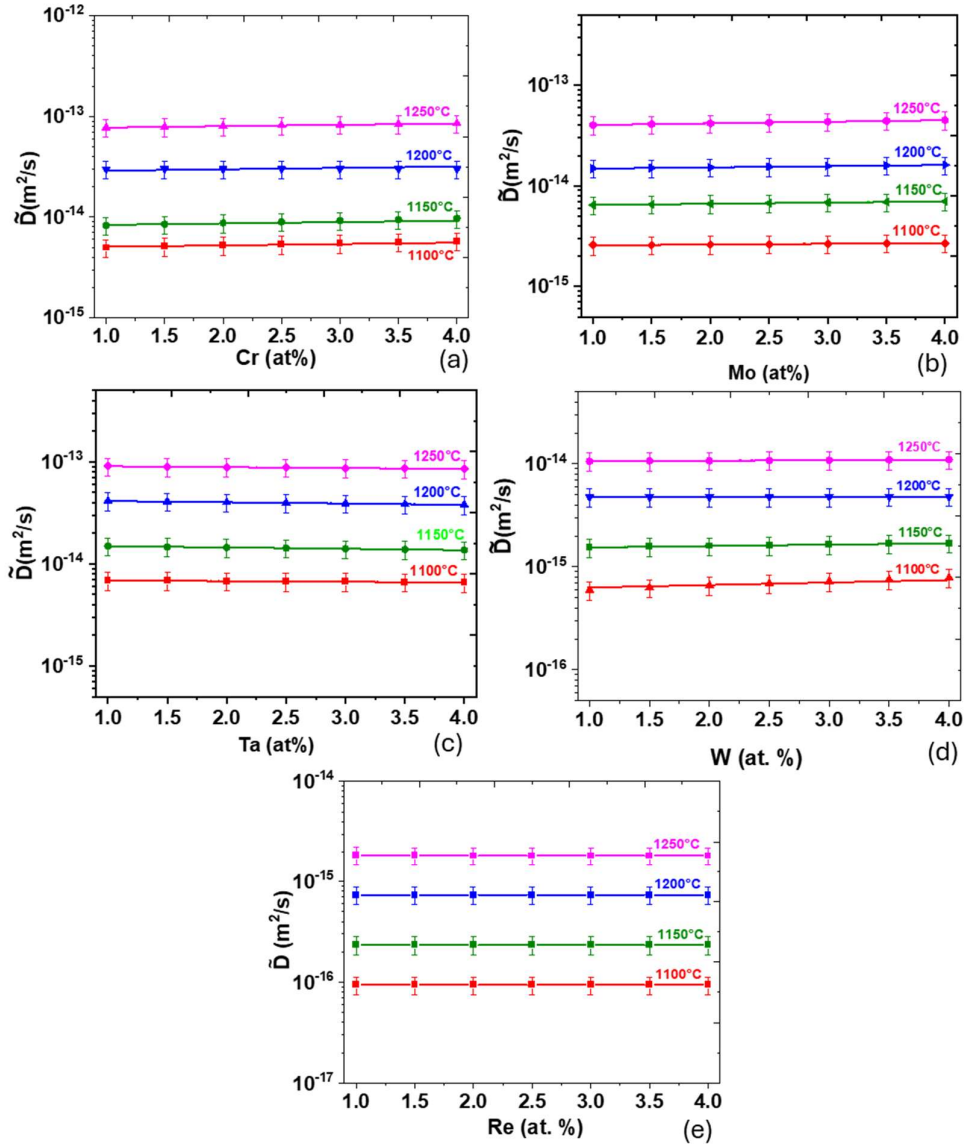 10⁻¹²
10⁻¹³
10⁻¹⁴
10⁻¹⁵
D̃(m²/s)
1250°C
1200°C
1150°C
1100°C
1.0 1.5 2.0 2.5 3.0 3.5 4.0
Cr (at%)
(a)
10⁻¹³
10⁻¹⁴
10⁻¹⁵
D̃(m²/s)
1250°C
1200°C
1150°C
1100°C
1.0 1.5 2.0 2.5 3.0 3.5 4.0
Mo (at%)
(b)
10⁻¹³
10⁻¹⁴
10⁻¹⁵
D̃(m²/s)
1250°C
1200°C
1150°C
1100°C
1.0 1.5 2.0 2.5 3.0 3.5 4.0
Ta (at%)
(c)
10⁻¹⁴
10⁻¹⁵
10⁻¹⁶
D̃(m²/s)
1250°C
1200°C
1150°C
1100°C
1.0 1.5 2.0 2.5 3.0 3.5 4.0
W (at. %)
(d)
10⁻¹⁴
10⁻¹⁵
10⁻¹⁶
10⁻¹⁷
D̃ (m²/s)
1250°C
1200°C
1150°C
1100°C
1.0 1.5 2.0 2.5 3.0 3.5 4.0
Re (at. %)
(e)